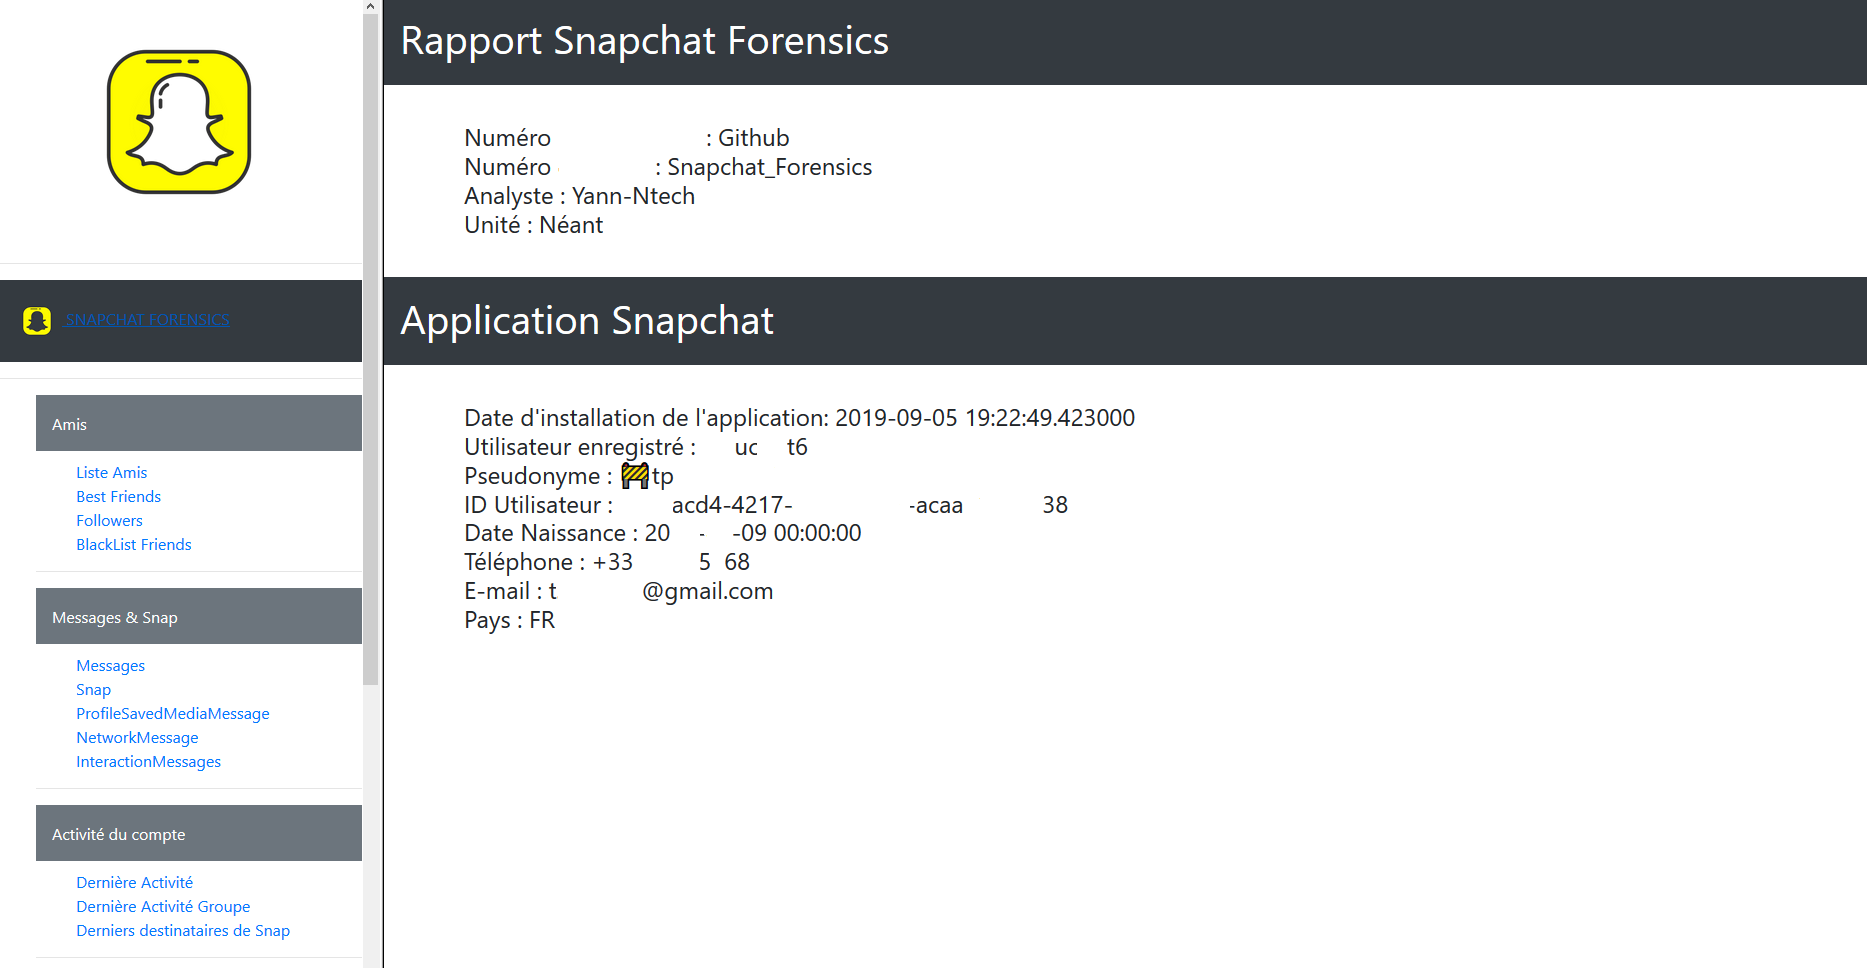 SNAPCHAT FORENSICS
Amis
Liste Amis
Best Friends
Followers
BlackList Friends
Messages & Snap
Messages
Snap
ProfileSavedMediaMessage
NetworkMessage
InteractionMessages
Activité du compte
Dernière Activité
Dernière Activité Groupe
Derniers destinataires de Snap
Rapport Snapchat Forensics
Numéro : Github
Numéro : Snapchat_Forensics
Analyste : Yann-Ntech
Unité : Néant
Application Snapchat
Date d'installation de l'application: 2019-09-05 19:22:49.423000
Utilisateur enregistré : uc t6
Pseudonyme : 🚧tp
ID Utilisateur : acd4-4217- -acaa 38
Date Naissance : 20 - -09 00:00:00
Téléphone : +33 5 68
E-mail : t @gmail.com
Pays : FR